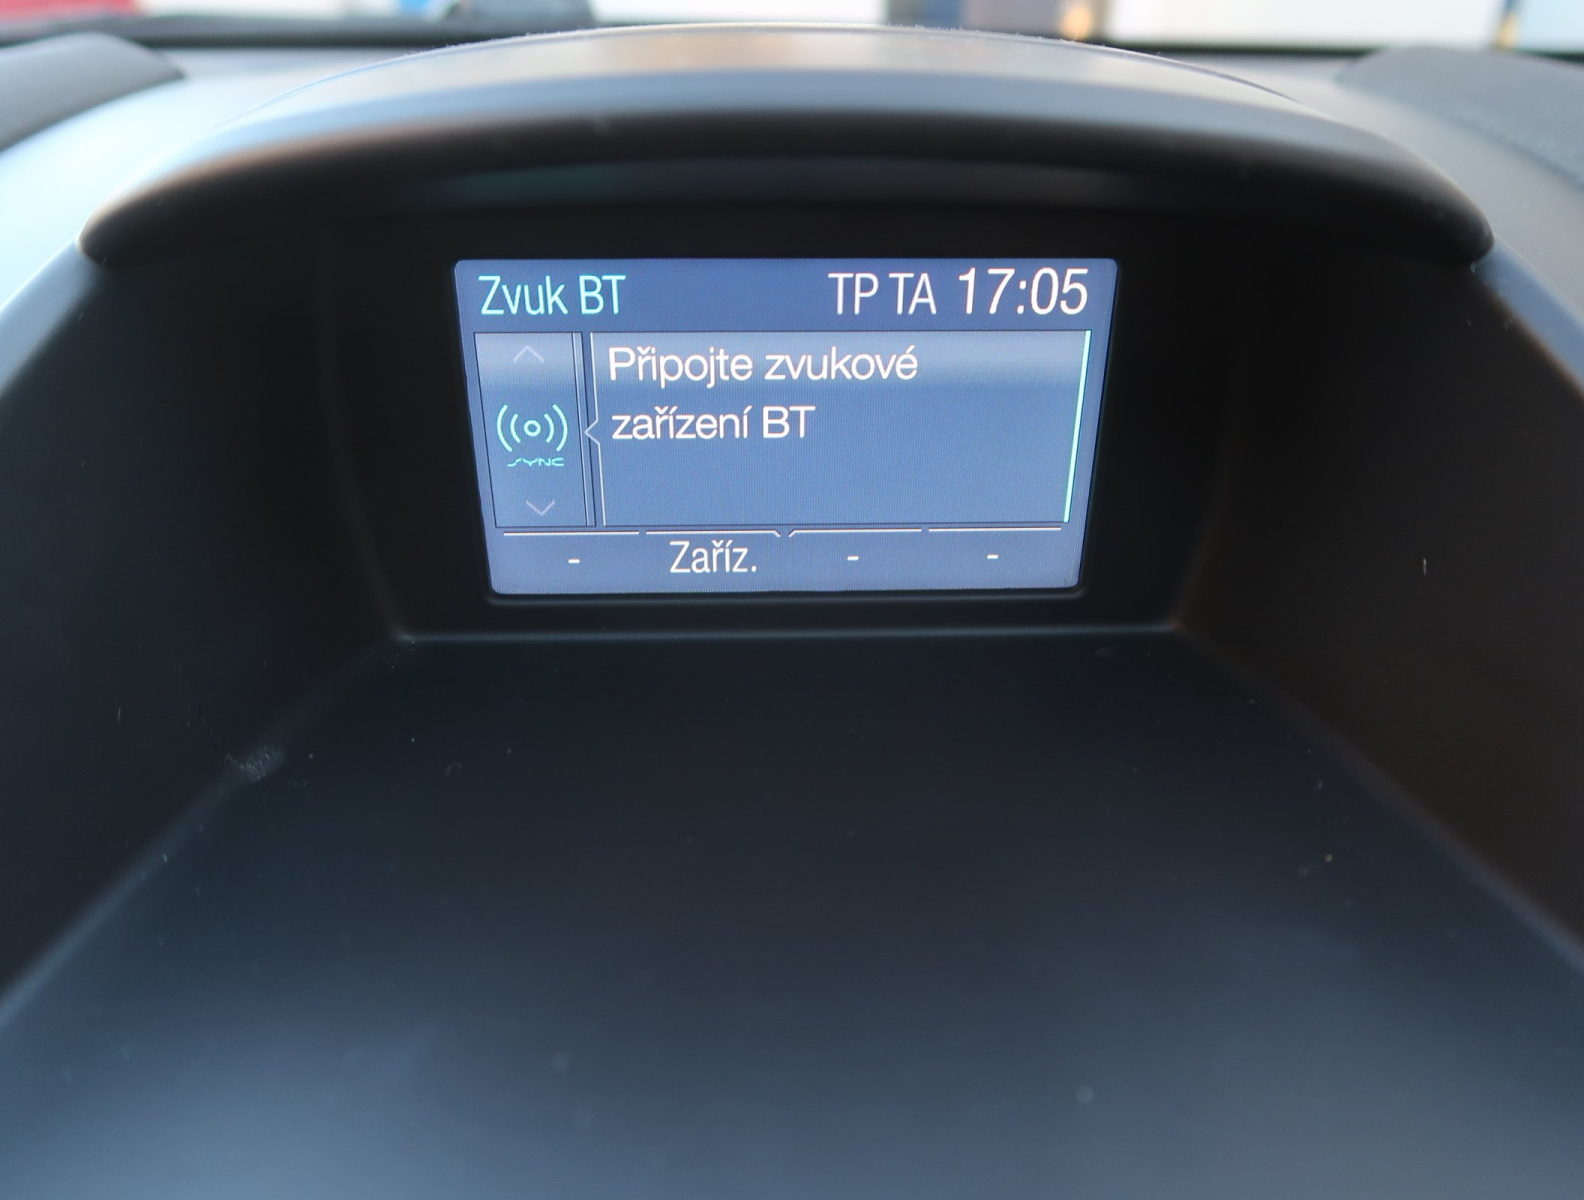 Zvuk BT TP TA 17:05
Připojte zvukové
zařízení BT
SYNC
- Zaříz. - -